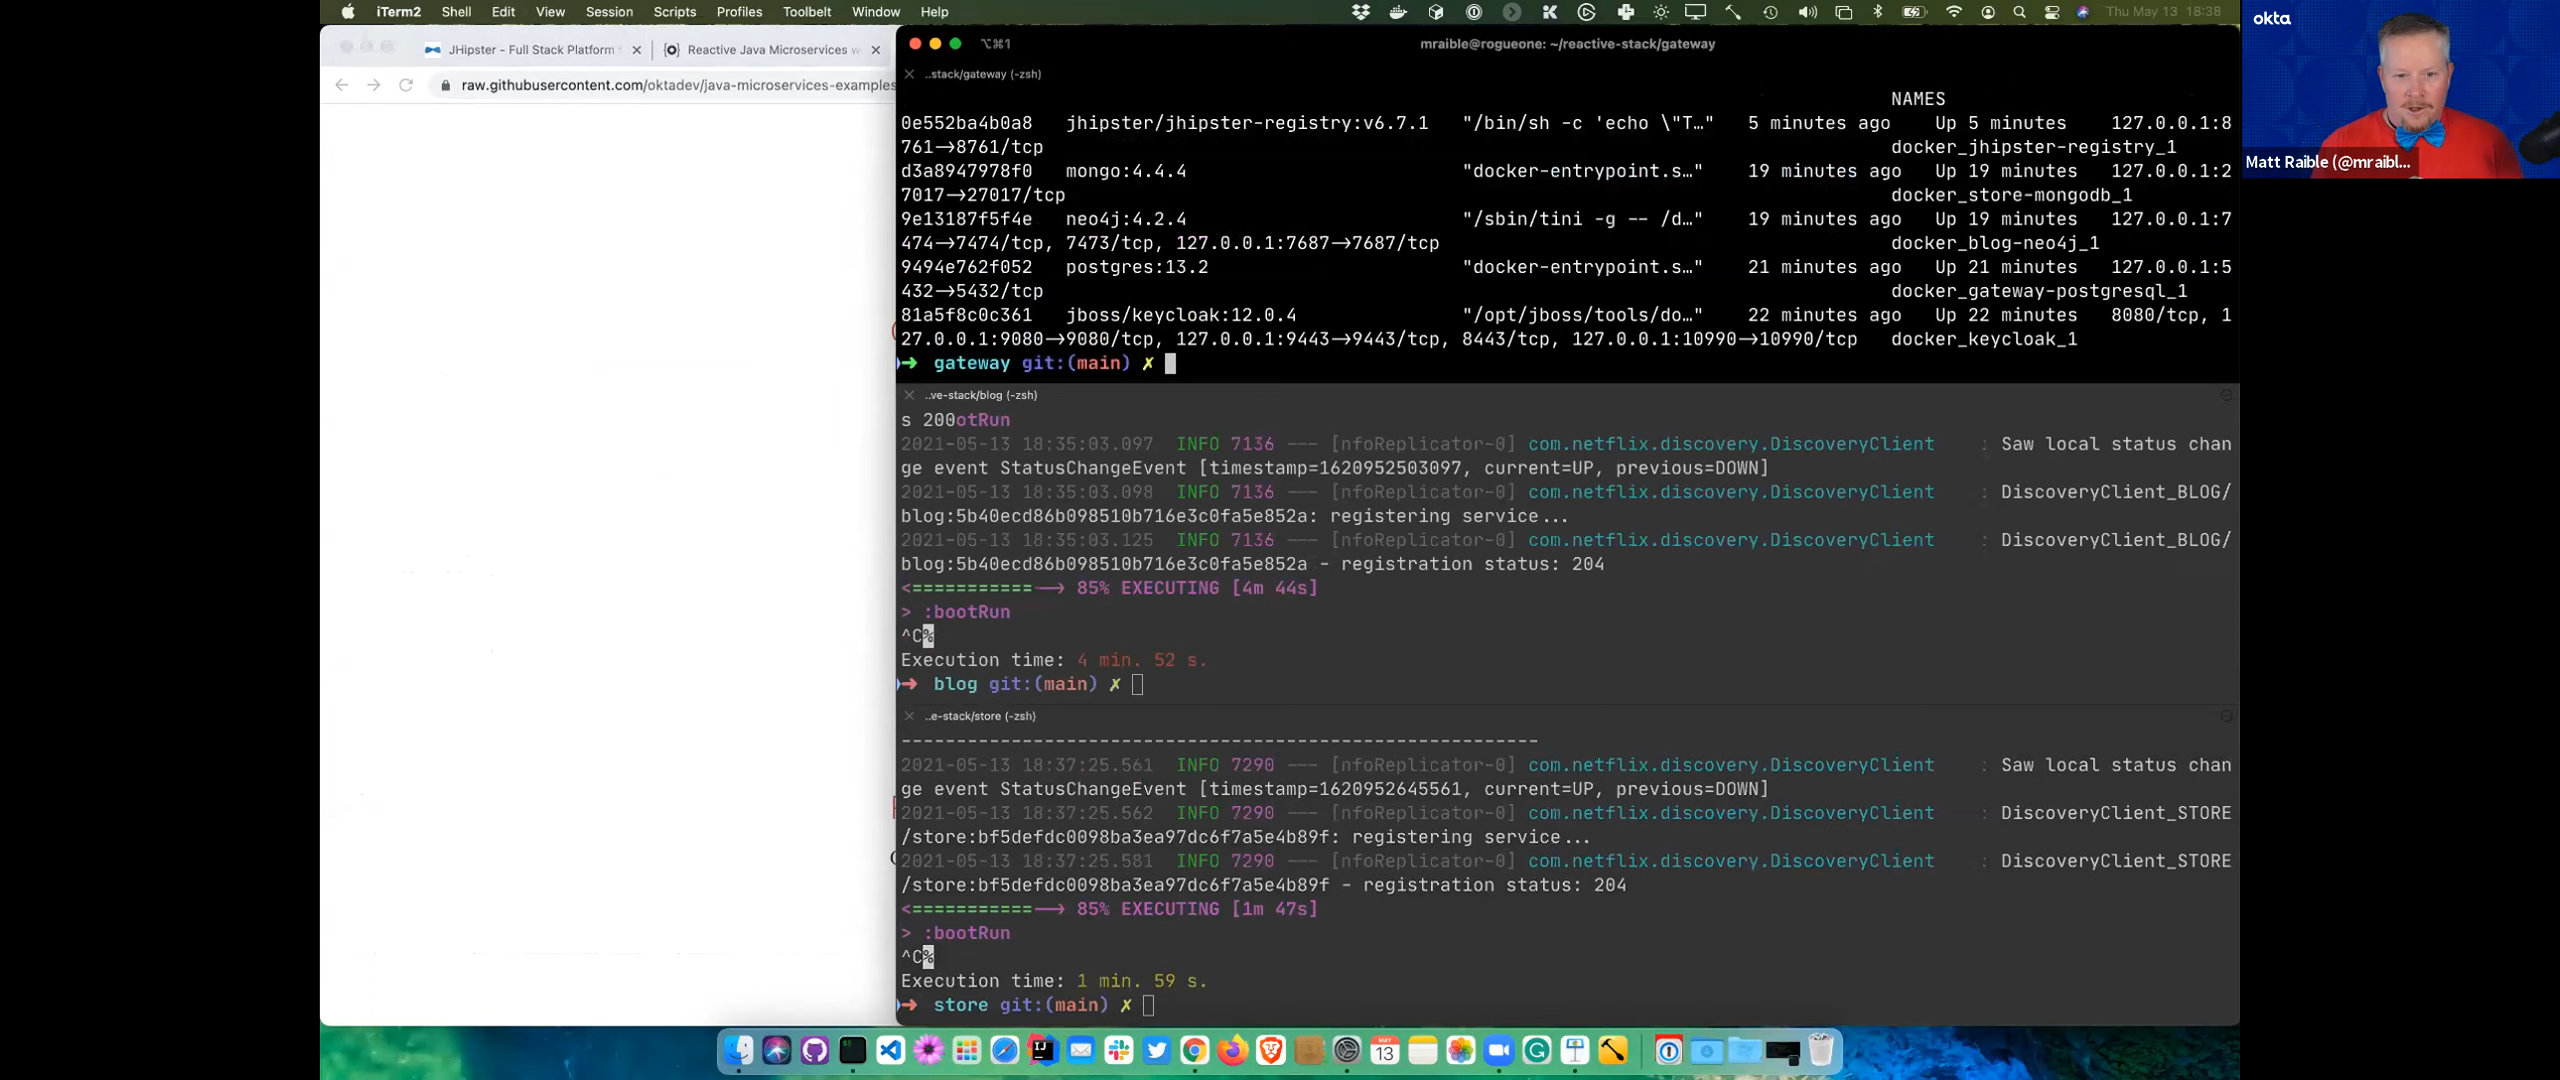 iTerm2 Shell Edit View Session Scripts Profiles Toolbelt Window Help Thu May 13 18:38
JHipster - Full Stack Platform
Reactive Java Microservices w
raw.githubusercontent.com/oktadev/java-microservices-examples
⌥⌘1 mraible@rogueone: ~/reactive-stack/gateway
..stack/gateway (-zsh)
NAMES
0e552ba4b0a8 jhipster/jhipster-registry:v6.7.1 "/bin/sh -c 'echo \"T…" 5 minutes ago Up 5 minutes 127.0.0.1:8
761→8761/tcp docker_jhipster-registry_1
d3a8947978f0 mongo:4.4.4 "docker-entrypoint.s…" 19 minutes ago Up 19 minutes 127.0.0.1:2
7017→27017/tcp docker_store-mongodb_1
9e13187f5f4e neo4j:4.2.4 "/sbin/tini -g -- /d…" 19 minutes ago Up 19 minutes 127.0.0.1:7
474→7474/tcp, 7473/tcp, 127.0.0.1:7687→7687/tcp docker_blog-neo4j_1
9494e762f052 postgres:13.2 "docker-entrypoint.s…" 21 minutes ago Up 21 minutes 127.0.0.1:5
432→5432/tcp docker_gateway-postgresql_1
81a5f8c0c361 jboss/keycloak:12.0.4 "/opt/jboss/tools/do…" 22 minutes ago Up 22 minutes 8080/tcp, 1
27.0.0.1:9080→9080/tcp, 127.0.0.1:9443→9443/tcp, 8443/tcp, 127.0.0.1:10990→10990/tcp docker_keycloak_1
➜ gateway git:(main) ✗
..ve-stack/blog (-zsh)
s 200otRun
2021-05-13 18:35:03.097 INFO 7136 --- [nfoReplicator-0] com.netflix.discovery.DiscoveryClient : Saw local status chan
ge event StatusChangeEvent [timestamp=1620952503097, current=UP, previous=DOWN]
2021-05-13 18:35:03.098 INFO 7136 --- [nfoReplicator-0] com.netflix.discovery.DiscoveryClient : DiscoveryClient_BLOG/
blog:5b40ecd86b098510b716e3c0fa5e852a: registering service...
2021-05-13 18:35:03.125 INFO 7136 --- [nfoReplicator-0] com.netflix.discovery.DiscoveryClient : DiscoveryClient_BLOG/
blog:5b40ecd86b098510b716e3c0fa5e852a - registration status: 204
<===========--> 85% EXECUTING [4m 44s]
> :bootRun
^C%
Execution time: 4 min. 52 s.
➜ blog git:(main) ✗
..e-stack/store (-zsh)
----------------------------------------------------------
2021-05-13 18:37:25.561 INFO 7290 --- [nfoReplicator-0] com.netflix.discovery.DiscoveryClient : Saw local status chan
ge event StatusChangeEvent [timestamp=1620952645561, current=UP, previous=DOWN]
2021-05-13 18:37:25.562 INFO 7290 --- [nfoReplicator-0] com.netflix.discovery.DiscoveryClient : DiscoveryClient_STORE
/store:bf5defdc0098ba3ea97dc6f7a5e4b89f: registering service...
2021-05-13 18:37:25.581 INFO 7290 --- [nfoReplicator-0] com.netflix.discovery.DiscoveryClient : DiscoveryClient_STORE
/store:bf5defdc0098ba3ea97dc6f7a5e4b89f - registration status: 204
<===========--> 85% EXECUTING [1m 47s]
> :bootRun
^C%
Execution time: 1 min. 59 s.
➜ store git:(main) ✗
MAY
13
okta
Matt Raible (@mraibl...